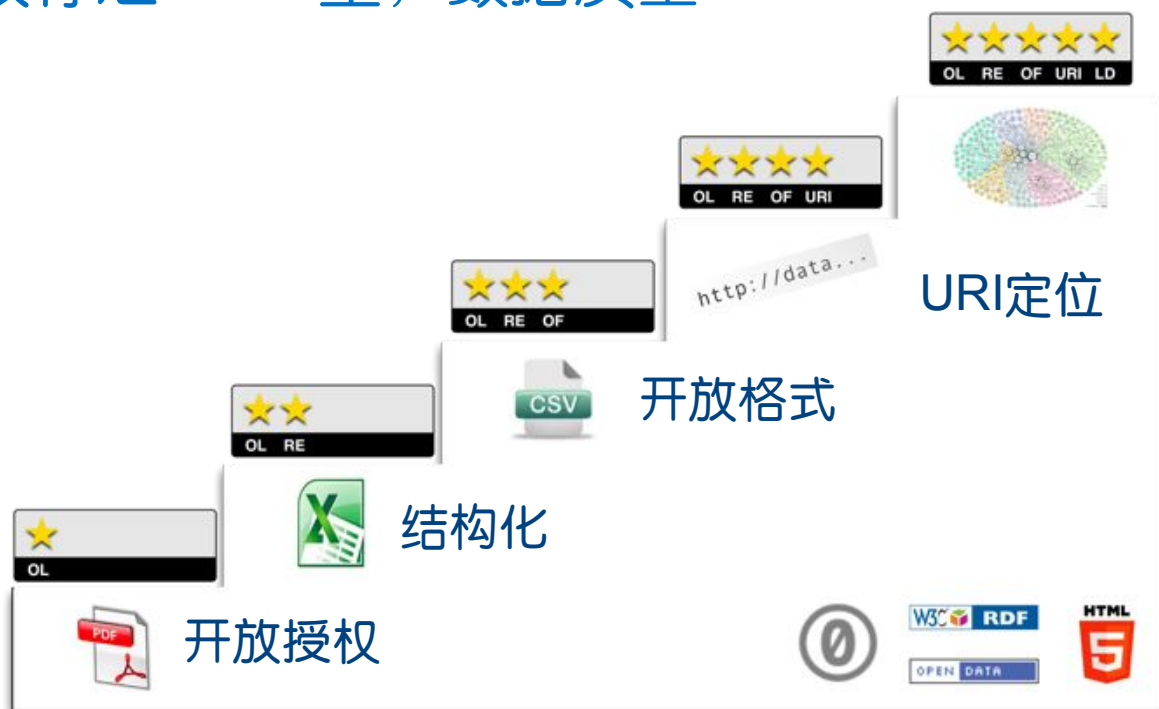 OL RE OF URI LD
OL RE OF URI
http://data...
URI定位
OL RE OF
CSV
开放格式
OL RE
结构化
OL
PDF
开放授权
W3C RDF
OPEN DATA
HTML
5